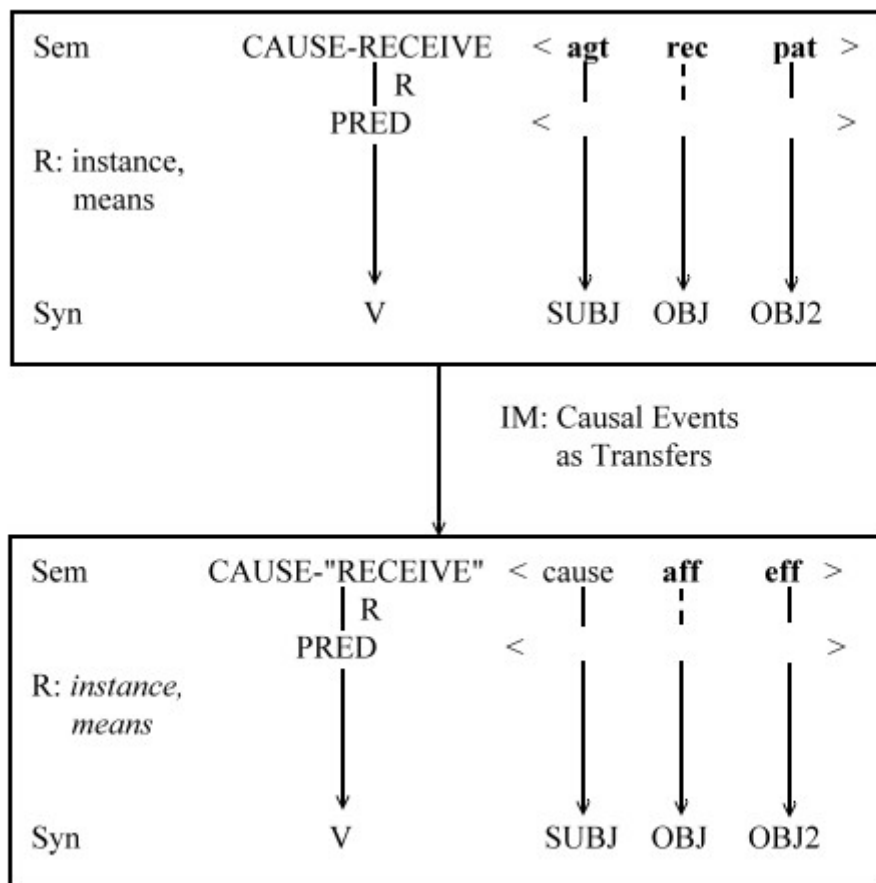 Sem CAUSE-RECEIVE < agt rec pat >
R
PRED < >
R: instance,
means
Syn V SUBJ OBJ OBJ2
IM: Causal Events
as Transfers
Sem CAUSE-"RECEIVE" < cause aff eff >
R
PRED < >
R: instance,
means
Syn V SUBJ OBJ OBJ2